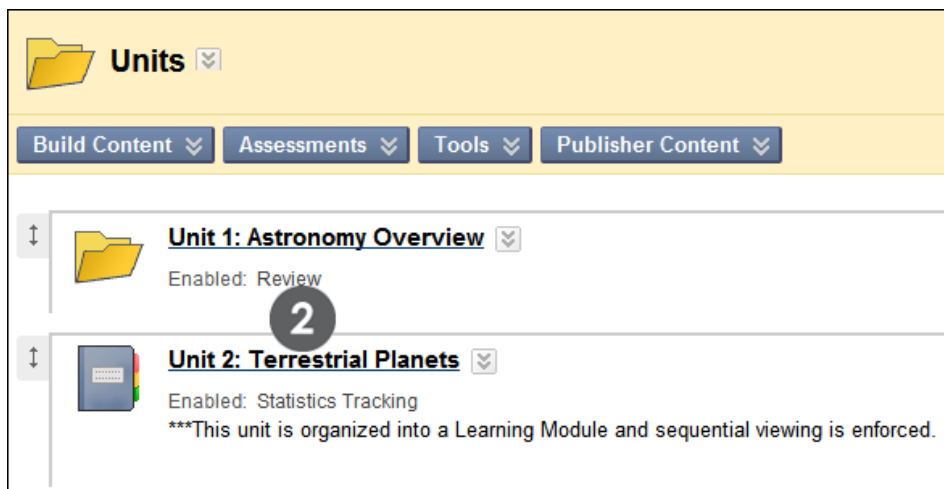 Units
Build Content Assessments Tools Publisher Content
Unit 1: Astronomy Overview
Enabled: Review
2
Unit 2: Terrestrial Planets
Enabled: Statistics Tracking
***This unit is organized into a Learning Module and sequential viewing is enforced.